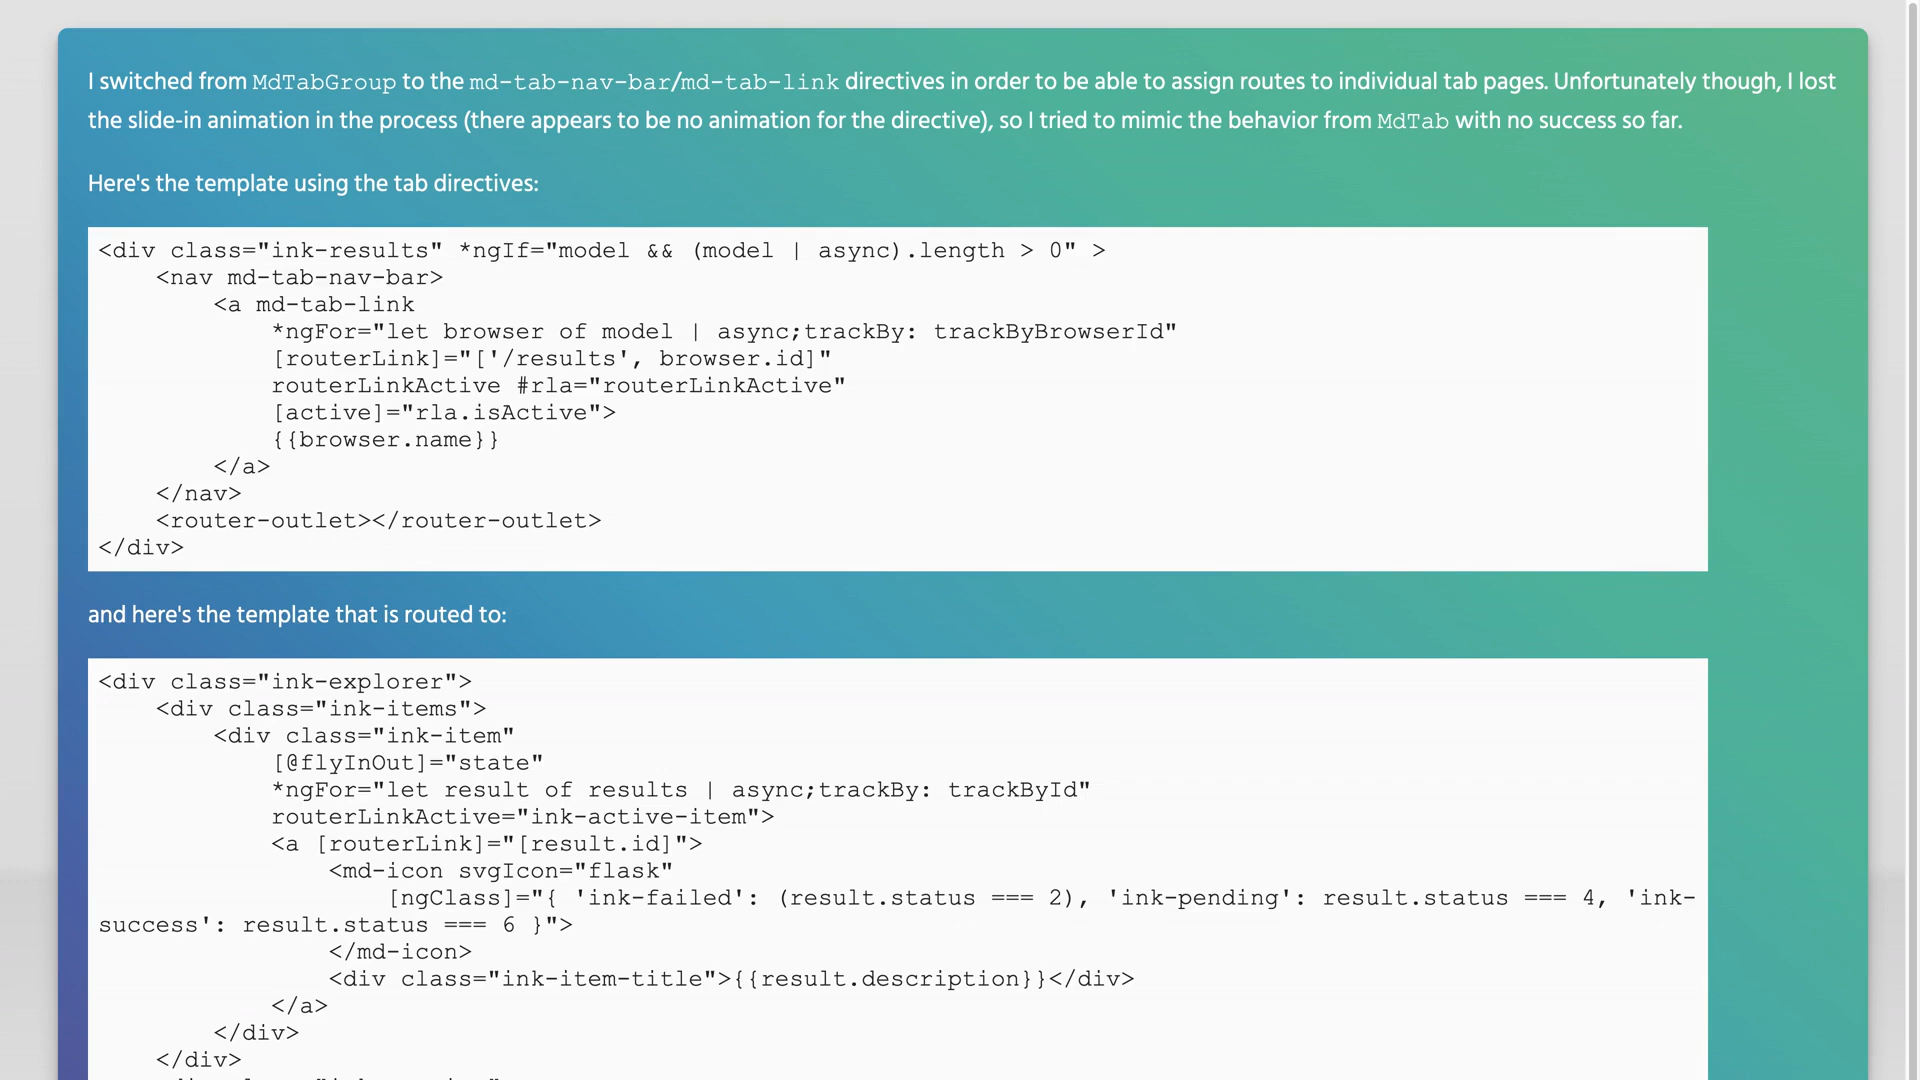 I switched from MdTabGroup to the md-tab-nav-bar/md-tab-link directives in order to be able to assign routes to individual tab pages. Unfortunately though, I lost
the slide-in animation in the process (there appears to be no animation for the directive), so I tried to mimic the behavior from MdTab with no success so far.
Here's the template using the tab directives:
<div class="ink-results" *ngIf="model && (model | async).length > 0" >
    <nav md-tab-nav-bar>
        <a md-tab-link
            *ngFor="let browser of model | async;trackBy: trackByBrowserId"
            [routerLink]="['/results', browser.id]"
            routerLinkActive #rla="routerLinkActive"
            [active]="rla.isActive">
            {{browser.name}}
        </a>
    </nav>
    <router-outlet></router-outlet>
</div>
and here's the template that is routed to:
<div class="ink-explorer">
    <div class="ink-items">
        <div class="ink-item"
            [@flyInOut]="state"
            *ngFor="let result of results | async;trackBy: trackById"
            routerLinkActive="ink-active-item">
            <a [routerLink]="[result.id]">
                <md-icon svgIcon="flask"
                    [ngClass]="{ 'ink-failed': (result.status === 2), 'ink-pending': result.status === 4, 'ink-
success': result.status === 6 }">
                </md-icon>
                <div class="ink-item-title">{{result.description}}</div>
            </a>
        </div>
    </div>